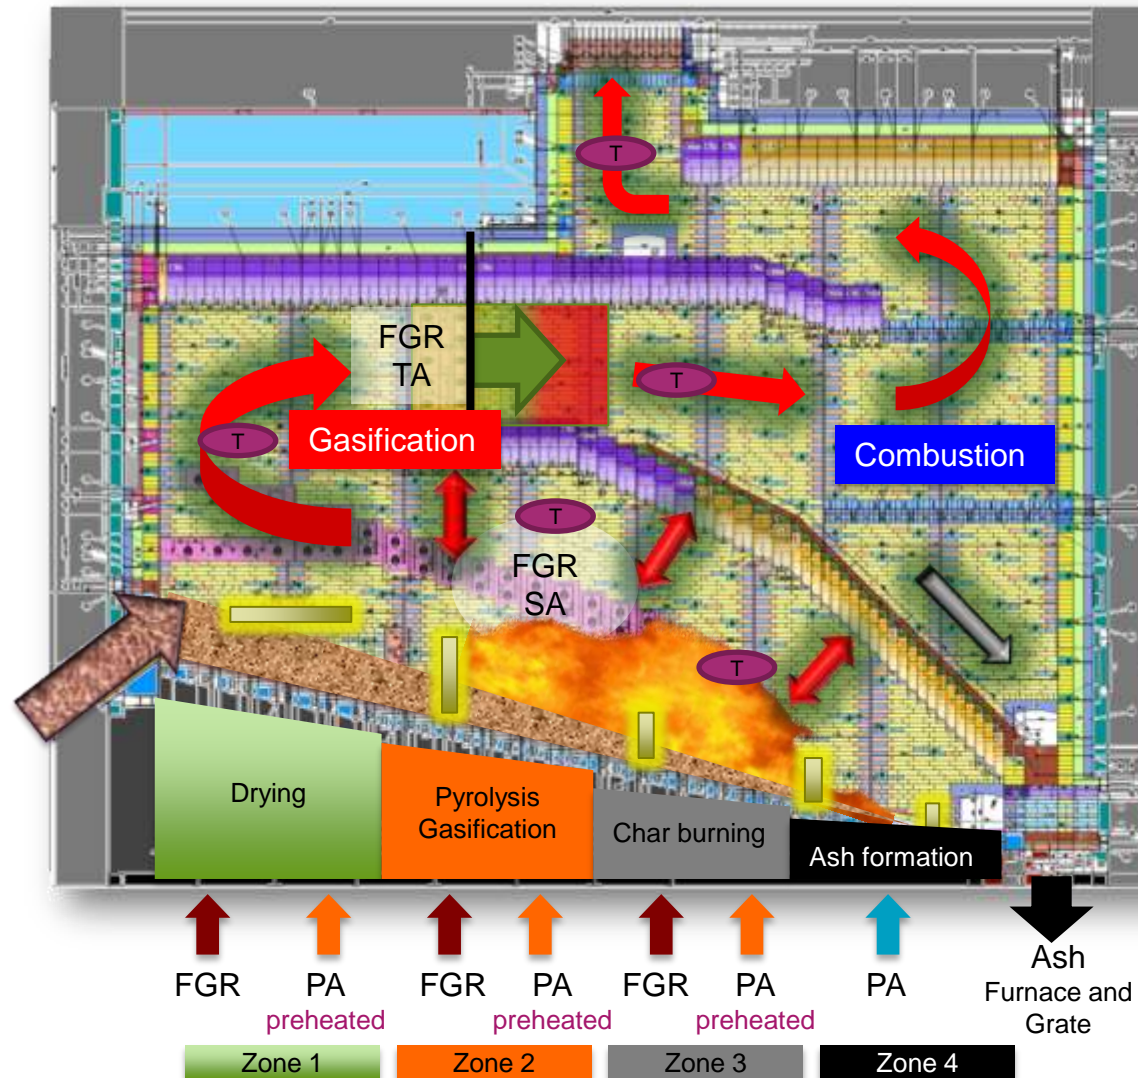 T
FGR
TA
T
T
Gasification
Combustion
T
FGR
SA
T
Drying
Pyrolysis
Gasification
Char burning
Ash formation
FGR
PA
preheated
FGR
PA
preheated
FGR
PA
preheated
PA
Ash
Furnace and
Grate
Zone 1
Zone 2
Zone 3
Zone 4